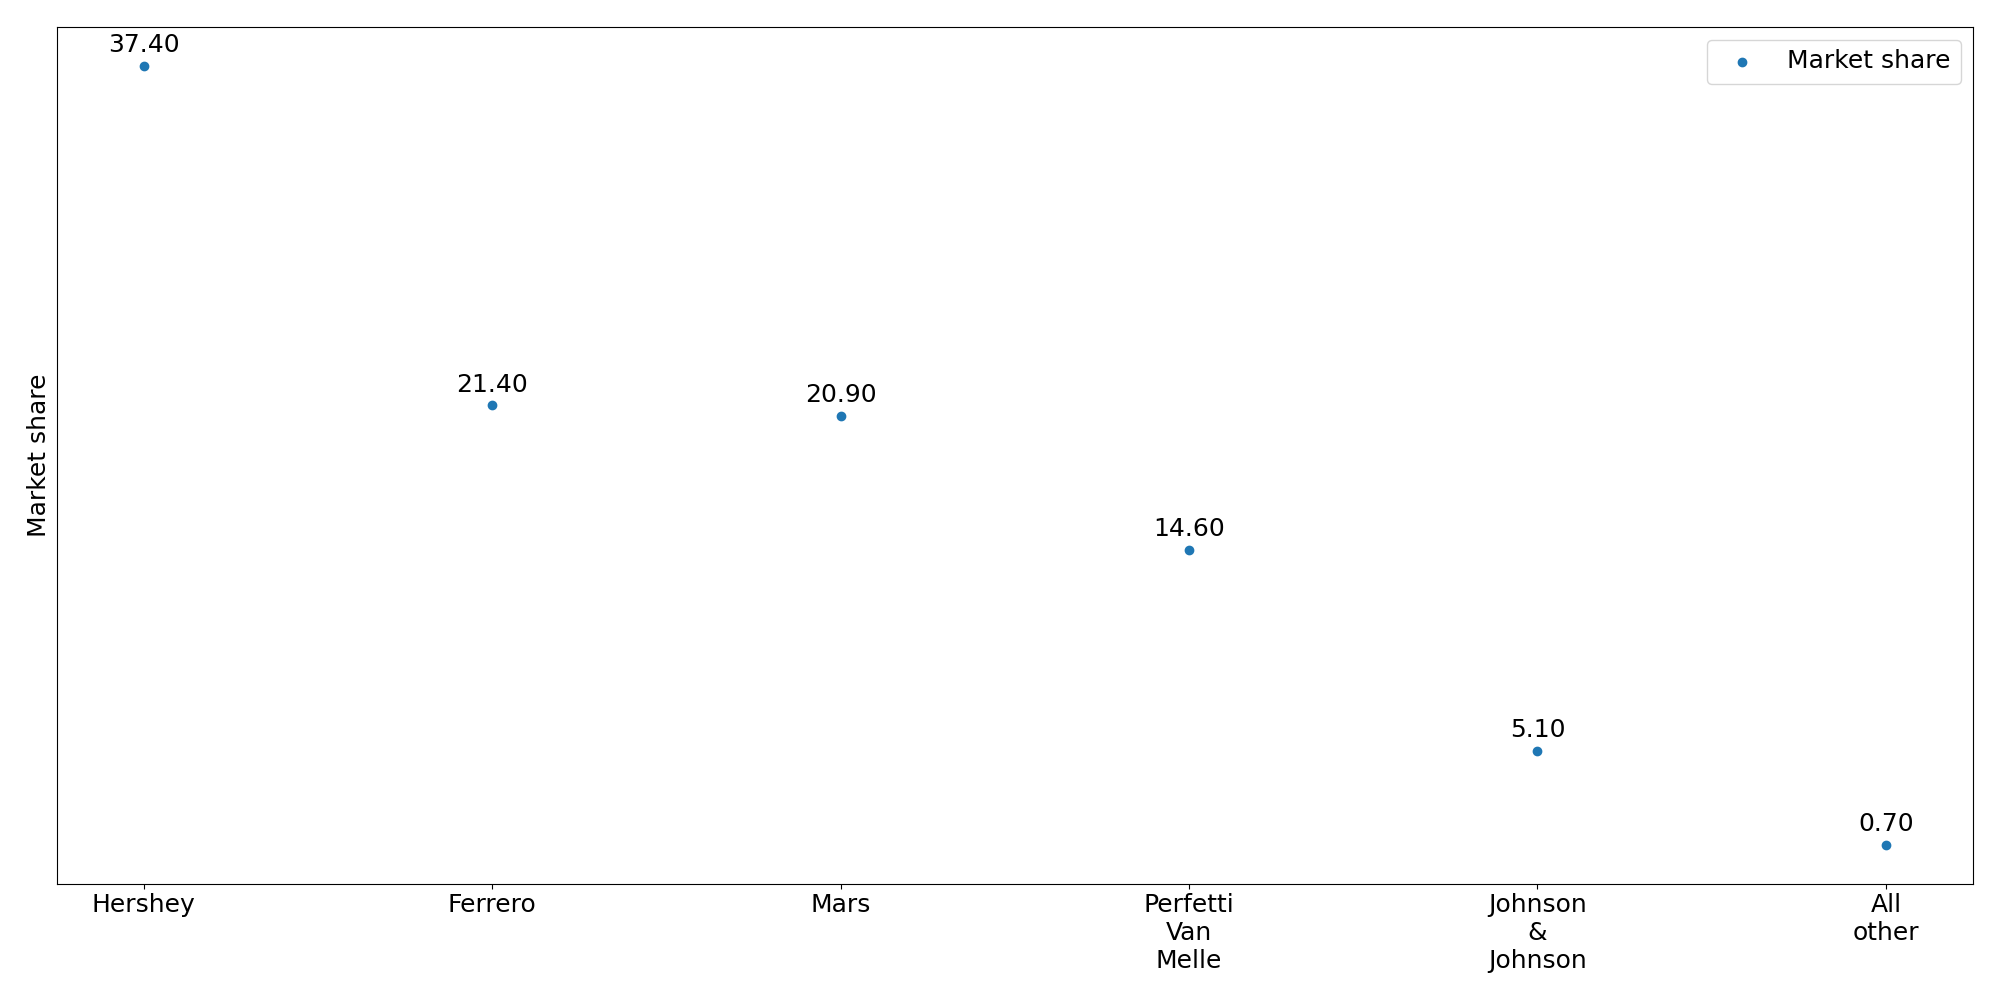 37.40
Market share
21.40
20.90
14.60
5.10
0.70
Market share
Hershey
Ferrero
Mars
Perfetti
Van
Melle
Johnson
&
Johnson
All
other